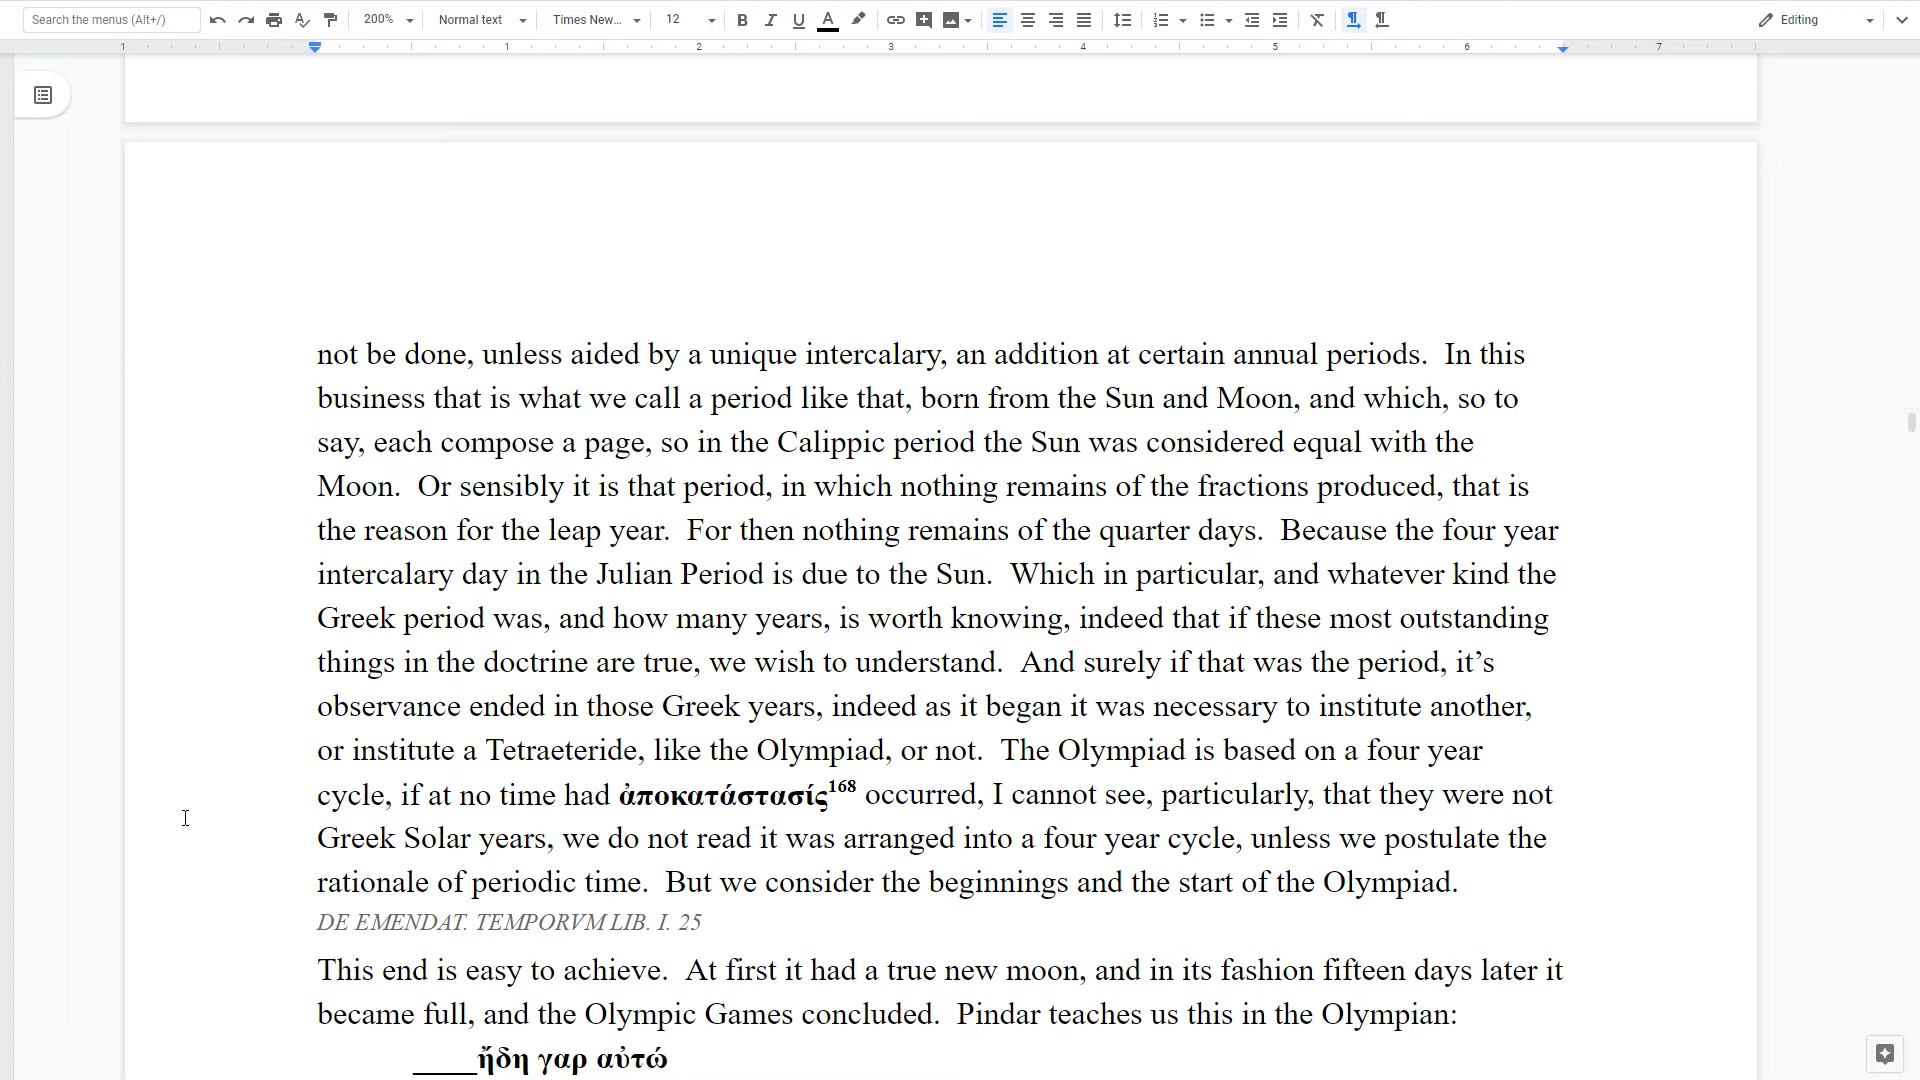 Search the menus (Alt+/) 200% Normal text Times New... 12 Editing
1 1 2 3 4 5 6 7
not be done, unless aided by a unique intercalary, an addition at certain annual periods.  In this
business that is what we call a period like that, born from the Sun and Moon, and which, so to
say, each compose a page, so in the Calippic period the Sun was considered equal with the
Moon.  Or sensibly it is that period, in which nothing remains of the fractions produced, that is
the reason for the leap year.  For then nothing remains of the quarter days.  Because the four year
intercalary day in the Julian Period is due to the Sun.  Which in particular, and whatever kind the
Greek period was, and how many years, is worth knowing, indeed that if these most outstanding
things in the doctrine are true, we wish to understand.  And surely if that was the period, it’s
observance ended in those Greek years, indeed as it began it was necessary to institute another,
or institute a Tetraeteride, like the Olympiad, or not.  The Olympiad is based on a four year
cycle, if at no time had ἀποκατάστασίς168 occurred, I cannot see, particularly, that they were not
Greek Solar years, we do not read it was arranged into a four year cycle, unless we postulate the
rationale of periodic time.  But we consider the beginnings and the start of the Olympiad.
DE EMENDAT. TEMPORVM LIB. I. 25
This end is easy to achieve.  At first it had a true new moon, and in its fashion fifteen days later it
became full, and the Olympic Games concluded.  Pindar teaches us this in the Olympian:
____ἤδη γαρ αὐτώ